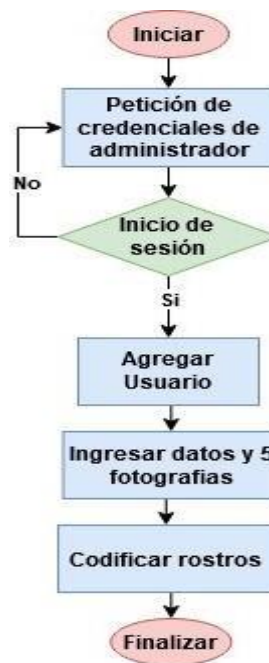 Iniciar
Petición de
credenciales de
administrador
No
Inicio de
sesión
Si
Agregar
Usuario
Ingresar datos y 5
fotografias
Codificar rostros
Finalizar